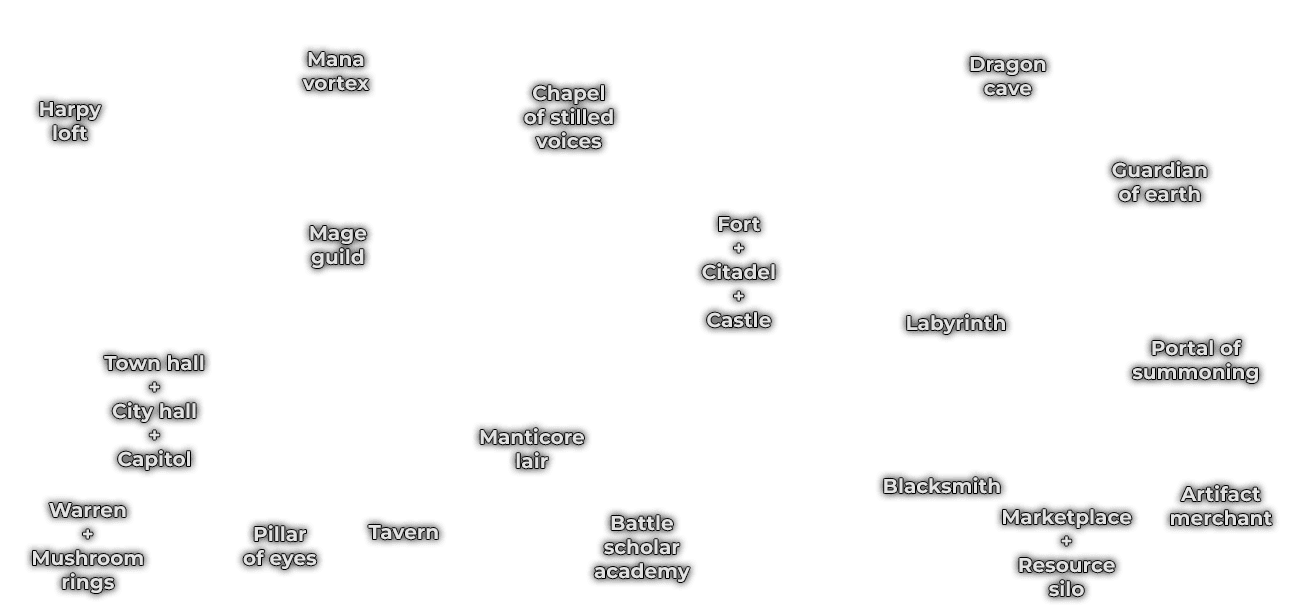 Mana
vortex
Dragon
cave
Harpy
loft
Chapel
of stilled
voices
Guardian
of earth
Mage
guild
Fort
+
Citadel
+
Castle
Labyrinth
Portal of
summoning
Town hall
+
City hall
+
Capitol
Manticore
lair
Blacksmith
Artifact
merchant
Warren
+
Mushroom
rings
Pillar
of eyes
Tavern
Battle
scholar
academy
Marketplace
+
Resource
silo